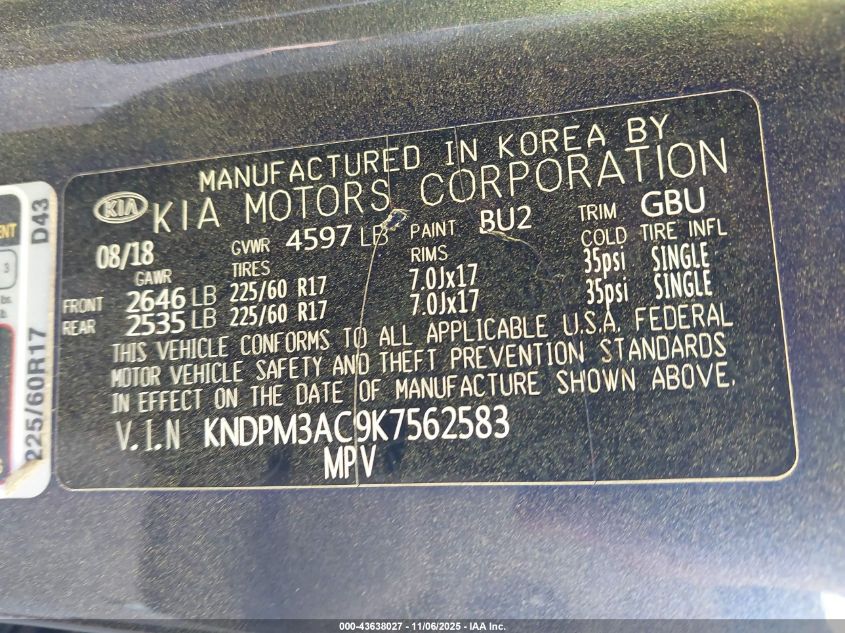 MANUFACTURED IN KOREA BY
KIA KIA MOTORS CORPORATION
08/18 GVWR 4597 LB PAINT BU2 TRIM GBU
GAWR TIRES RIMS COLD TIRE INFL
FRONT 2646 LB 225/60 R17 7.0Jx17 35psi SINGLE
REAR 2535 LB 225/60 R17 7.0Jx17 35psi SINGLE
THIS VEHICLE CONFORMS TO ALL APPLICABLE U.S.A. FEDERAL
MOTOR VEHICLE SAFETY AND THEFT PREVENTION STANDARDS
IN EFFECT ON THE DATE OF MANUFACTURE SHOWN ABOVE.
V.I.N KNDPM3AC9K7562583
MPV
225/60R17 D43
000-43638027 - 11/06/2025 - IAA Inc.